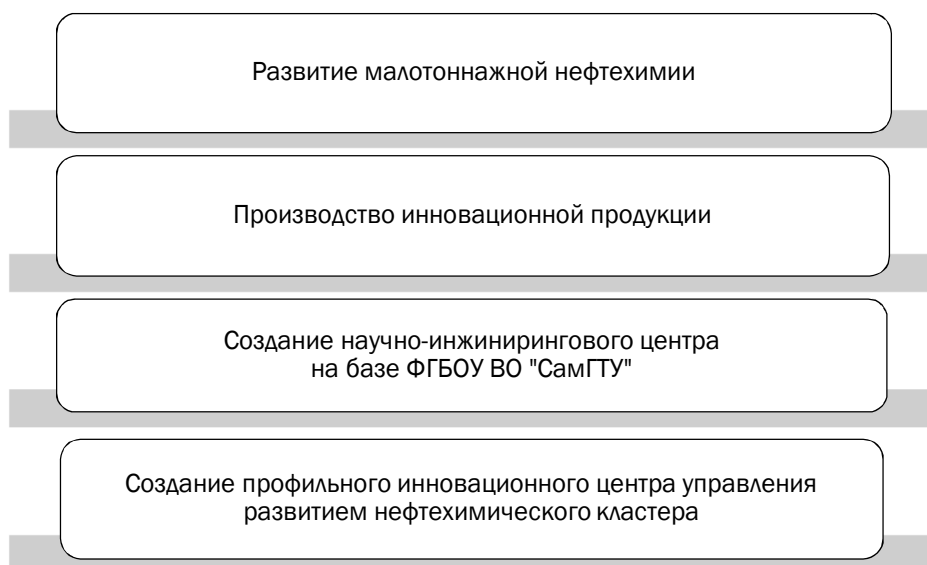 Развитие малотоннажной нефтехимии
Производство инновационной продукции
Создание научно-инжинирингового центра
на базе ФГБОУ ВО "СамГТУ"
Создание профильного инновационного центра управления
развитием нефтехимического кластера